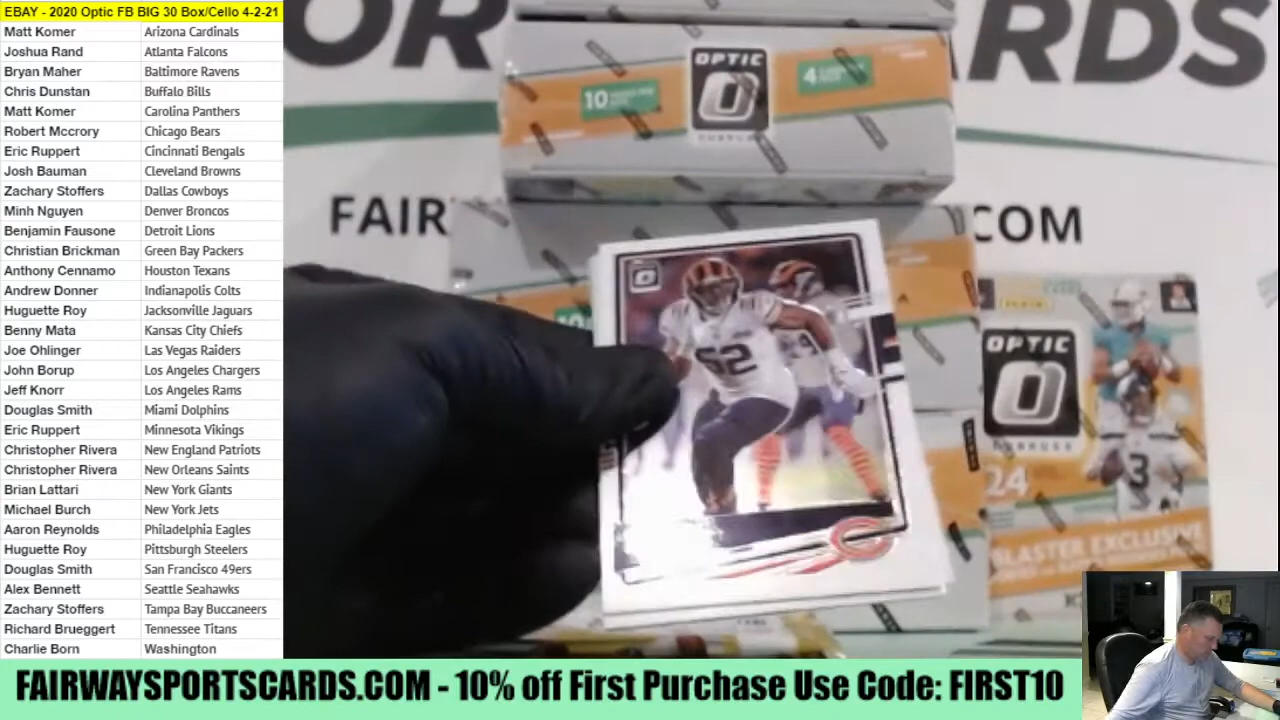 EBAY - 2020 Optic FB BIG 30 Box/Cello 4-2-21
Matt Komer Arizona Cardinals
Joshua Rand Atlanta Falcons
Bryan Maher Baltimore Ravens
Chris Dunstan Buffalo Bills
Matt Komer Carolina Panthers
Robert Mccrory Chicago Bears
Eric Ruppert Cincinnati Bengals
Josh Bauman Cleveland Browns
Zachary Stoffers Dallas Cowboys
Minh Nguyen Denver Broncos
Benjamin Fausone Detroit Lions
Christian Brickman Green Bay Packers
Anthony Cennamo Houston Texans
Andrew Donner Indianapolis Colts
Huguette Roy Jacksonville Jaguars
Benny Mata Kansas City Chiefs
Joe Ohlinger Las Vegas Raiders
John Borup Los Angeles Chargers
Jeff Knorr Los Angeles Rams
Douglas Smith Miami Dolphins
Eric Ruppert Minnesota Vikings
Christopher Rivera New England Patriots
Christopher Rivera New Orleans Saints
Brian Lattari New York Giants
Michael Burch New York Jets
Aaron Reynolds Philadelphia Eagles
Huguette Roy Pittsburgh Steelers
Douglas Smith San Francisco 49ers
Alex Bennett Seattle Seahawks
Zachary Stoffers Tampa Bay Buccaneers
Richard Brueggert Tennessee Titans
Charlie Born Washington
OR ARDS
OPTIC
10
4
FAIR COM
52
OPTIC
DONRUSS
3
24
BLASTER EXCLUSIVE
FAIRWAYSPORTSCARDS.COM - 10% off First Purchase Use Code: FIRST10